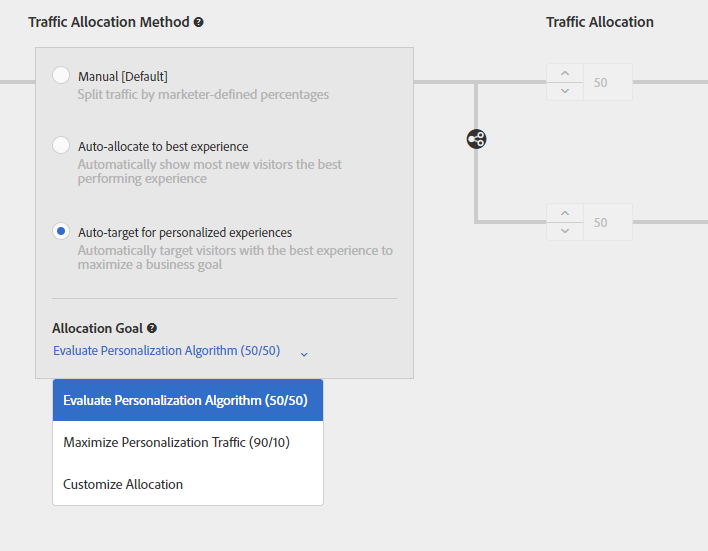 Traffic Allocation Method ?
Traffic Allocation
Manual [Default]
Split traffic by marketer-defined percentages
50
Auto-allocate to best experience
Automatically show most new visitors the best
performing experience
Auto-target for personalized experiences
Automatically target visitors with the best experience to
maximize a business goal
50
Allocation Goal ?
Evaluate Personalization Algorithm (50/50)
Evaluate Personalization Algorithm (50/50)
Maximize Personalization Traffic (90/10)
Customize Allocation